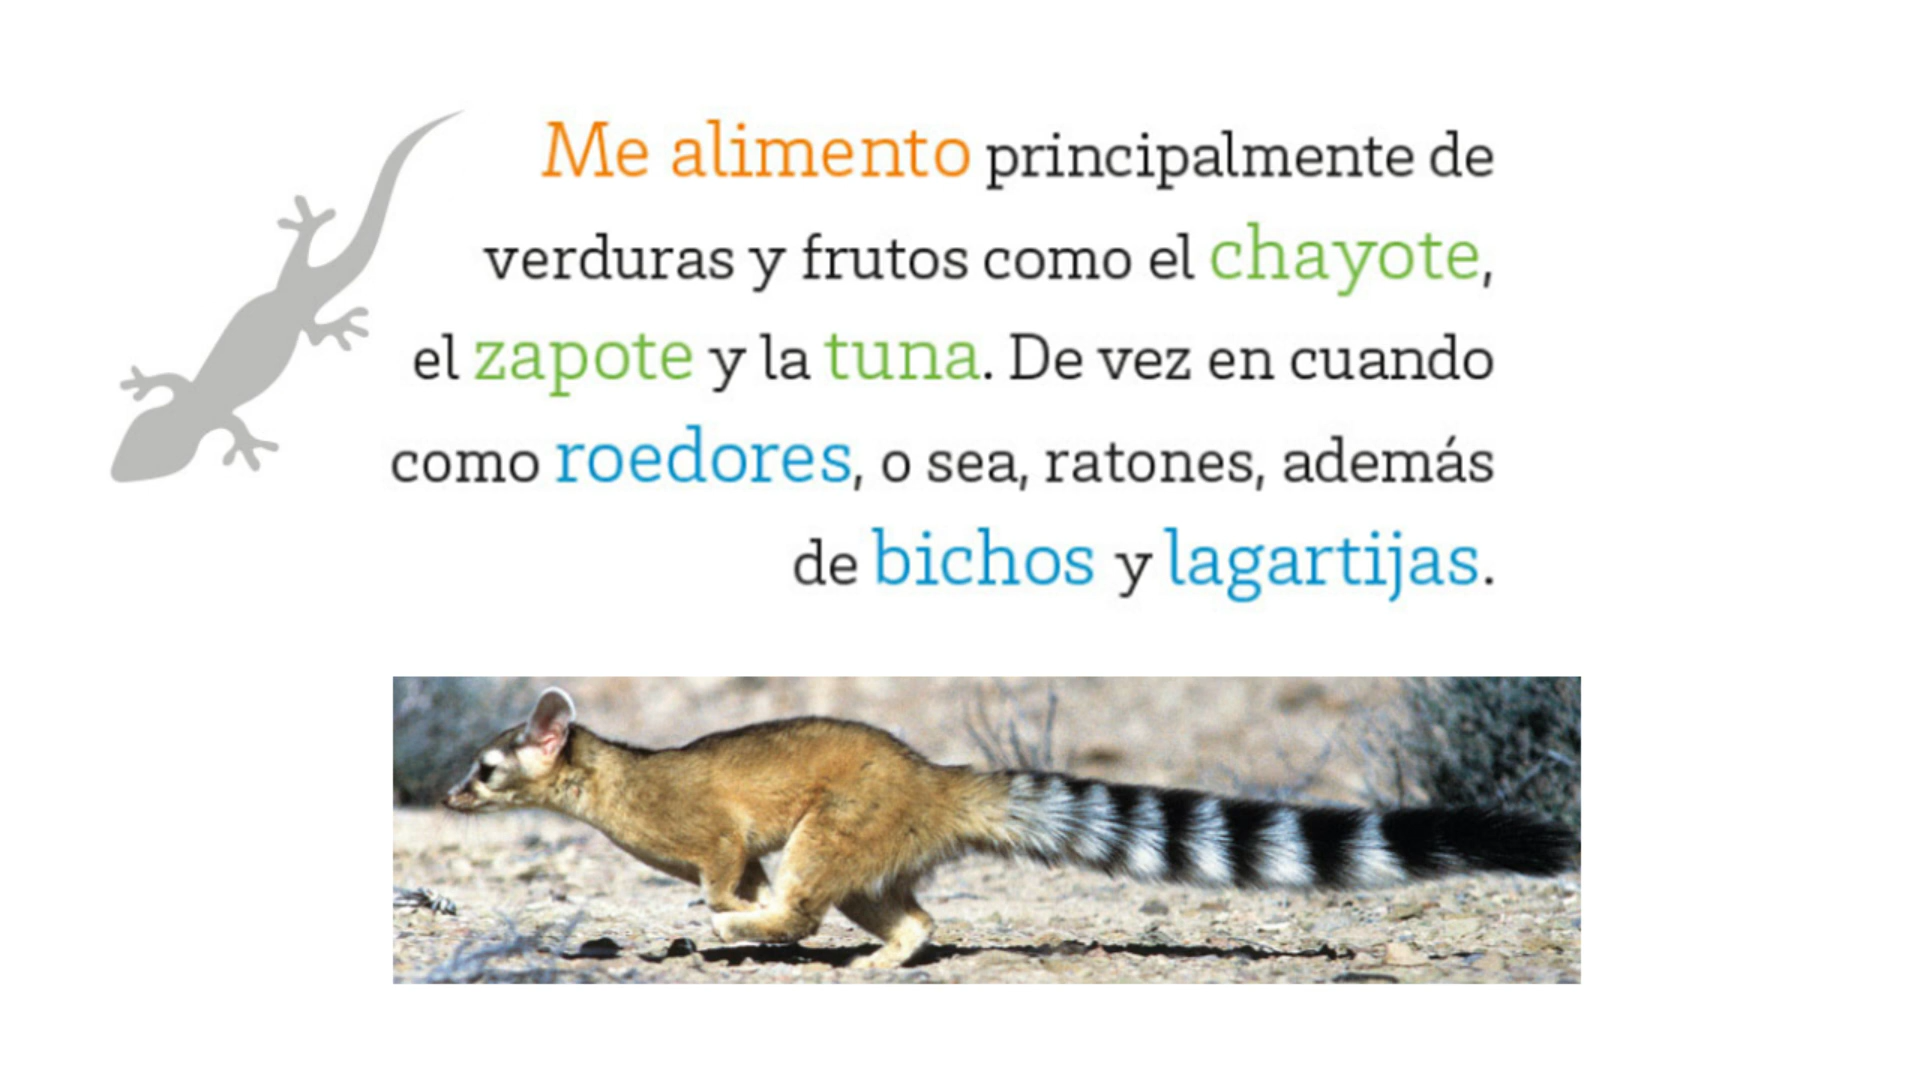 Me alimento principalmente de
verduras y frutos como el chayote,
el zapote y la tuna. De vez en cuando
como roedores, o sea, ratones, además
de bichos y lagartijas.